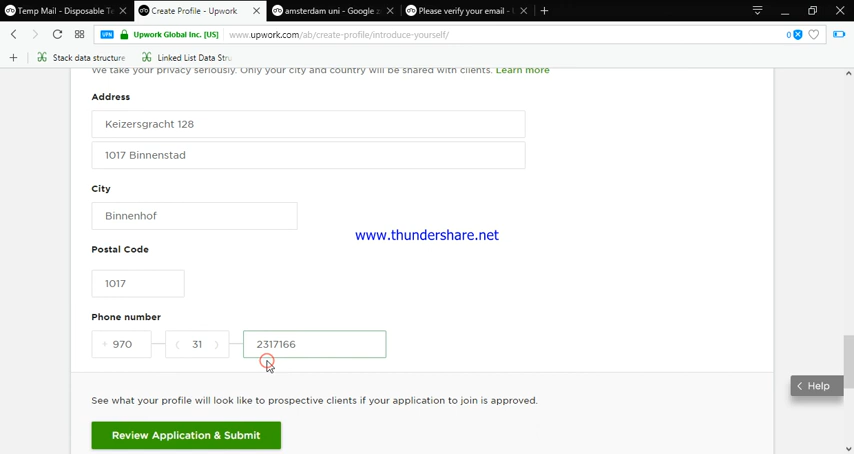 Temp Mail - Disposable Te
Create Profile - Upwork
amsterdam uni - Google
Please verify your email -
VPN Upwork Global Inc. [US] www.upwork.com/ab/create-profile/introduce-yourself/ 0
Stack data structure
Linked List Data Stru
We take your privacy seriously. Only your city and country will be shared with clients. Learn more
Address
Keizersgracht 128
1017 Binnenstad
City
Binnenhof
Postal Code
1017
Phone number
+ 970 ( 31 ) 2317166
www.thundershare.net
< Help
See what your profile will look like to prospective clients if your application to join is approved.
Review Application & Submit